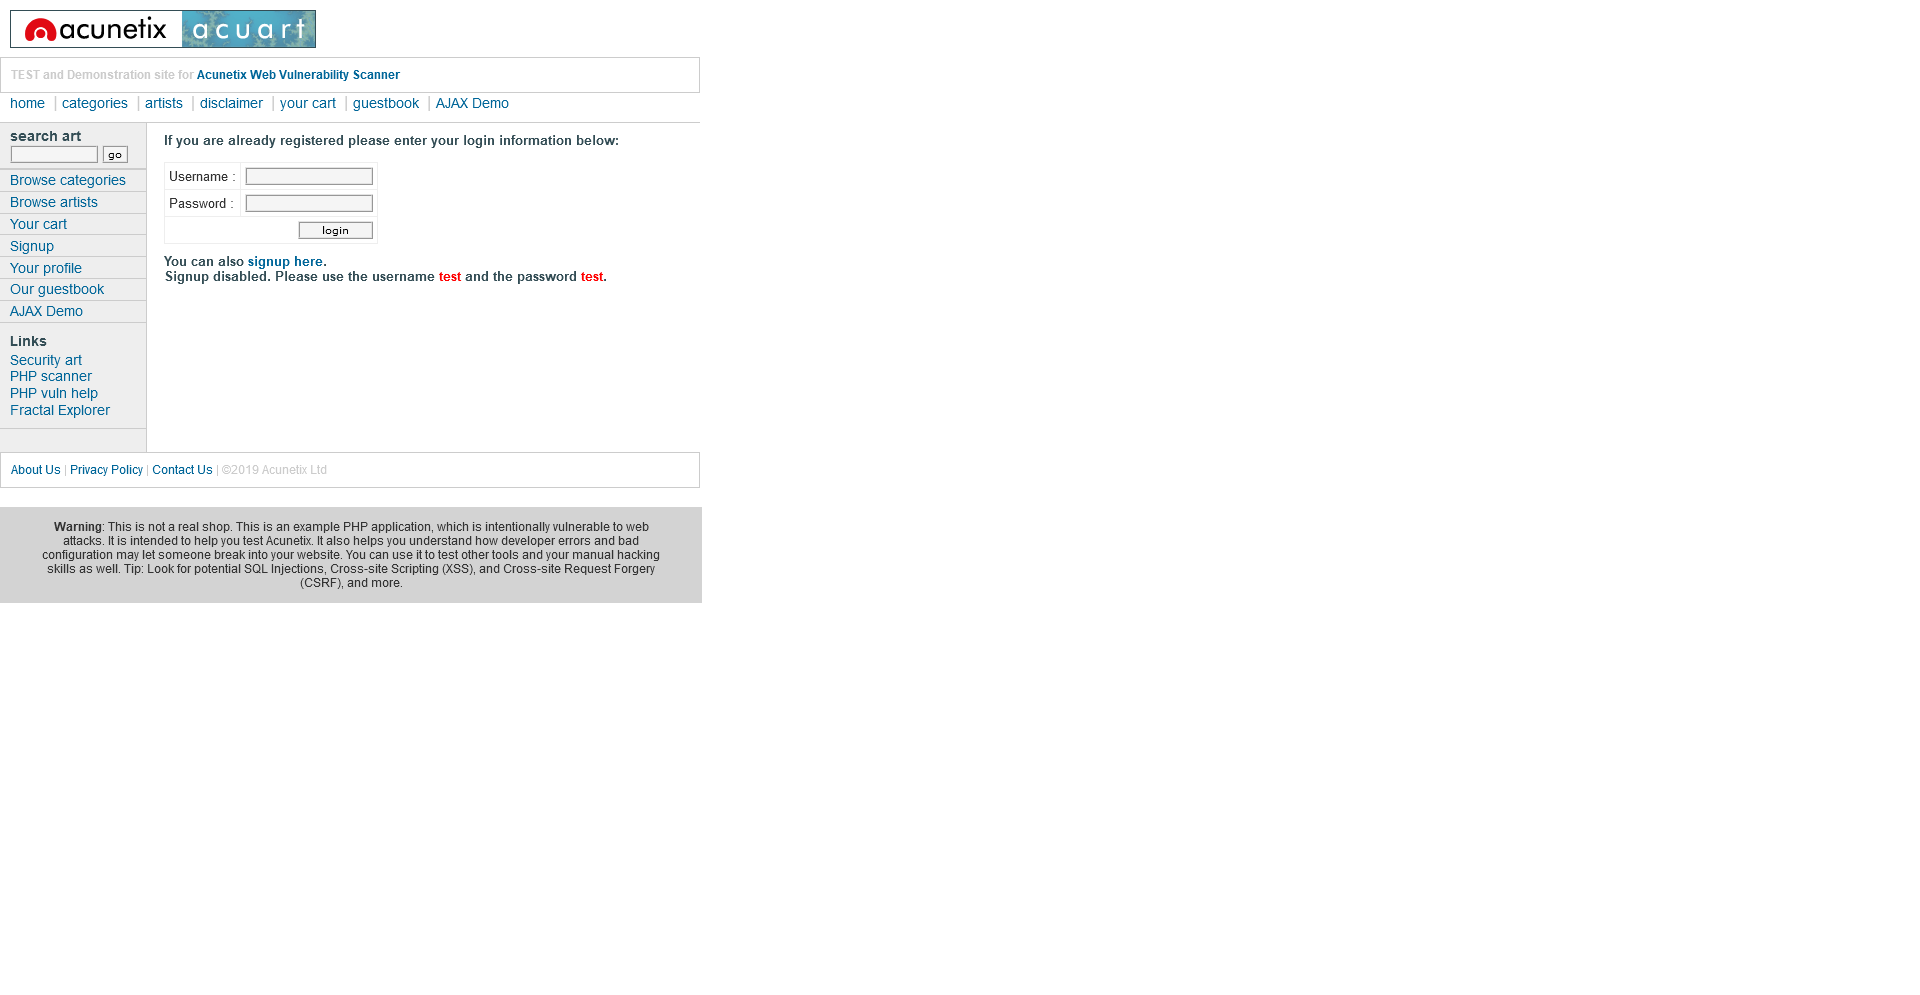 acunetix acuart
TEST and Demonstration site for Acunetix Web Vulnerability Scanner
home | categories | artists | disclaimer | your cart | guestbook | AJAX Demo
search art
go
Browse categories
Browse artists
Your cart
Signup
Your profile
Our guestbook
AJAX Demo
Links
Security art
PHP scanner
PHP vuln help
Fractal Explorer
If you are already registered please enter your login information below:
Username :
Password :
login
You can also signup here.
Signup disabled. Please use the username test and the password test.
About Us | Privacy Policy | Contact Us | ©2019 Acunetix Ltd
Warning: This is not a real shop. This is an example PHP application, which is intentionally vulnerable to web
attacks. It is intended to help you test Acunetix. It also helps you understand how developer errors and bad
configuration may let someone break into your website. You can use it to test other tools and your manual hacking
skills as well. Tip: Look for potential SQL Injections, Cross-site Scripting (XSS), and Cross-site Request Forgery
(CSRF), and more.